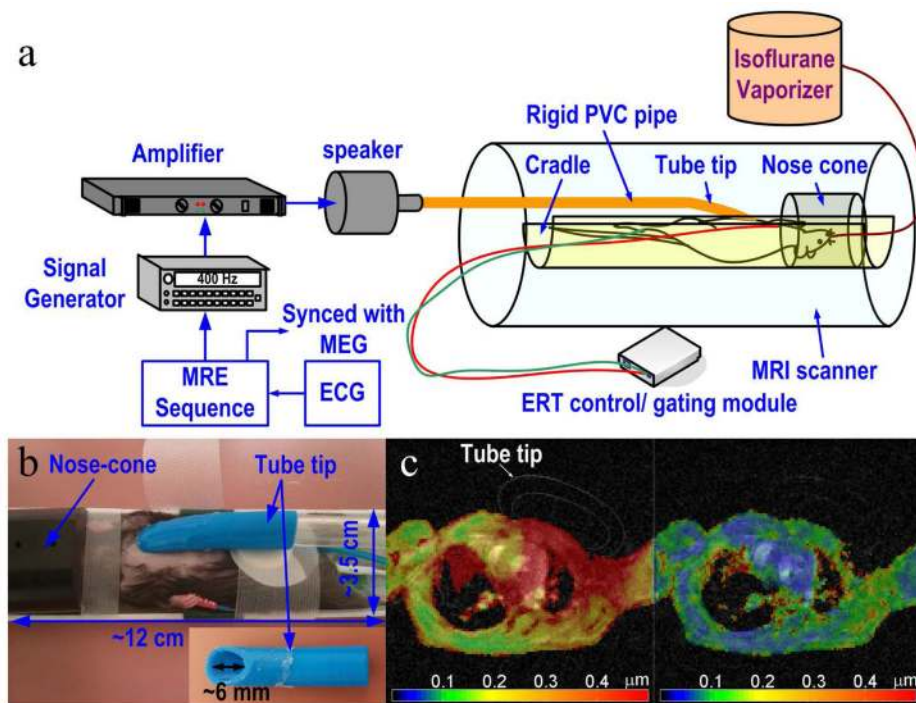 a
Isoflurane
Vaporizer
Rigid PVC pipe
Amplifier
speaker
Cradle
Tube tip
Nose cone
Signal
Generator
400 Hz
Synced with
MEG
MRE
Sequence
ECG
MRI scanner
ERT control/ gating module
b
Nose-cone
Tube tip
~3.5 cm
~12 cm
~6 mm
c
Tube tip
0.1 0.2 0.3 0.4 μm
0.1 0.2 0.3 0.4 μm